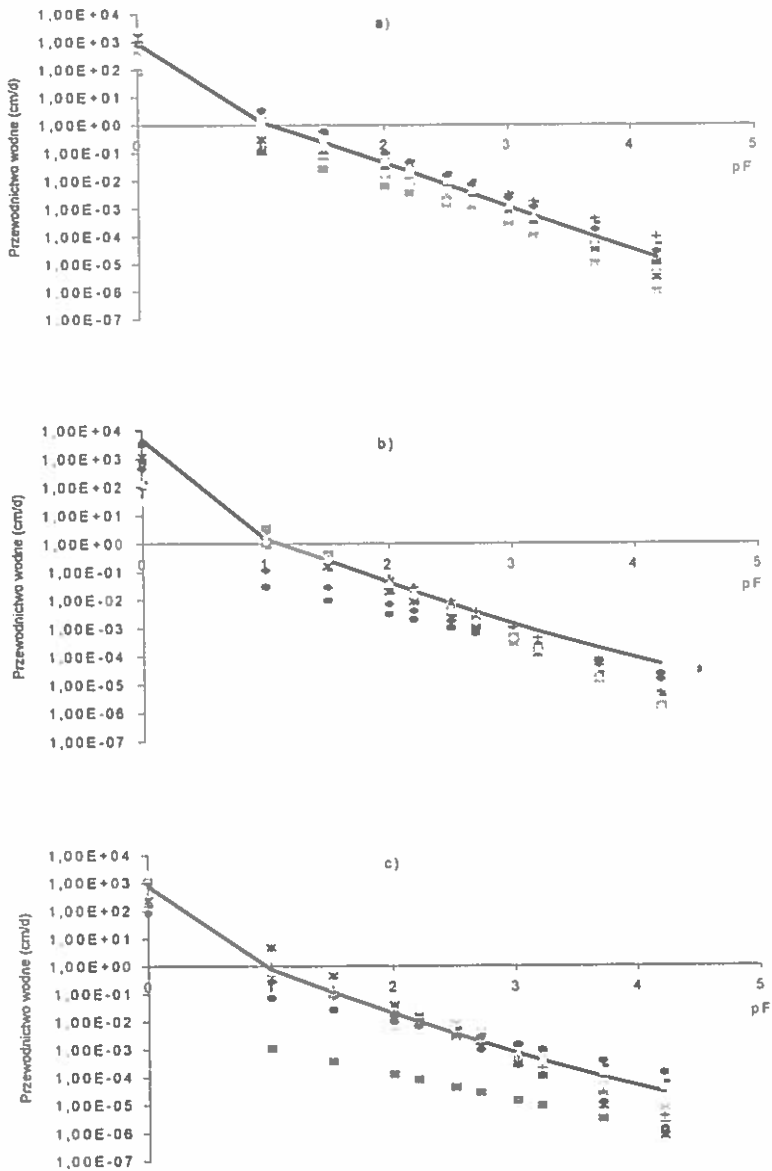 a)
Przewodnictwo wodne (cm/d)
1,00E+04
1,00E+03
1,00E+02
1,00E+01
1,00E+00
1,00E-01
1,00E-02
1,00E-03
1,00E-04
1,00E-05
1,00E-06
1,00E-07
0 1 2 3 4 5
pF
b)
Przewodnictwo wodne (cm/d)
1,00E+04
1,00E+03
1,00E+02
1,00E+01
1,00E+00
1,00E-01
1,00E-02
1,00E-03
1,00E-04
1,00E-05
1,00E-06
1,00E-07
0 1 2 3 4 5
pF
c)
Przewodnictwo wodne (cm/d)
1,00E+04
1,00E+03
1,00E+02
1,00E+01
1,00E+00
1,00E-01
1,00E-02
1,00E-03
1,00E-04
1,00E-05
1,00E-06
1,00E-07
0 1 2 3 4 5
pF